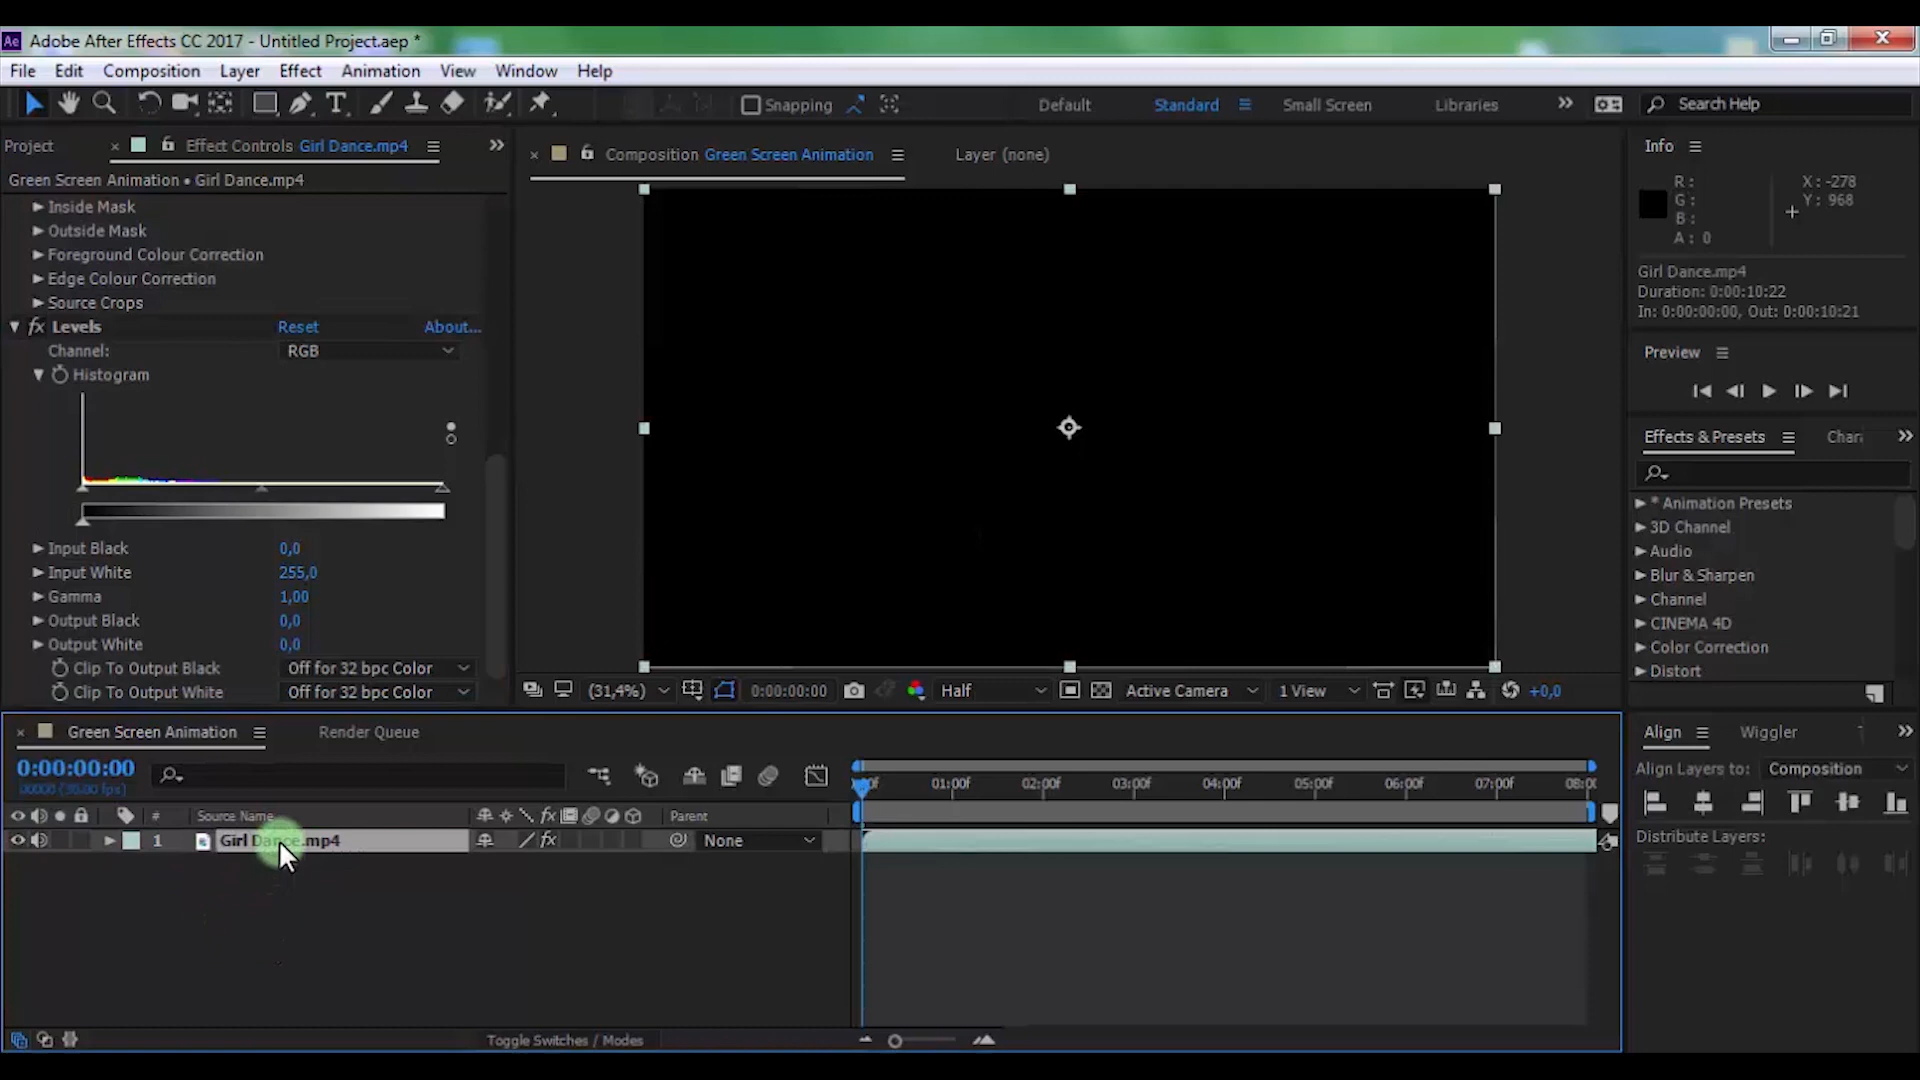 Ae Adobe After Effects CC 2017 - Untitled Project.aep *
File Edit Composition Layer Effect Animation View Window Help
T Snapping Default Standard Small Screen Libraries Search Help
Project Effect Controls Girl Dance.mp4
Green Screen Animation • Girl Dance.mp4
Inside Mask
Outside Mask
Foreground Colour Correction
Edge Colour Correction
Source Crops
fx Levels Reset About...
Channel: RGB
Histogram
Input Black 0,0
Input White 255,0
Gamma 1,00
Output Black 0,0
Output White 0,0
Clip To Output Black Off for 32 bpc Color
Clip To Output White Off for 32 bpc Color
Composition Green Screen Animation Layer (none)
(31,4%) 0:00:00:00 Half Active Camera 1 View +0,0
Info
R: X: -278
G: Y: 968
B:
A: 0
Girl Dance.mp4
Duration: 0:00:10:22
In: 0:00:00:00, Out: 0:00:10:21
Preview
Effects & Presets
* Animation Presets
3D Channel
Audio
Blur & Sharpen
Channel
CINEMA 4D
Color Correction
Distort
Green Screen Animation Render Queue
0:00:00:00
01:00f 02:00f 03:00f 04:00f 05:00f 06:00f 07:00f
# Source Name fx Parent
1 Girl Dance.mp4 fx None
Toggle Switches / Modes
Align Wiggler
Align Layers to: Composition
Distribute Layers: